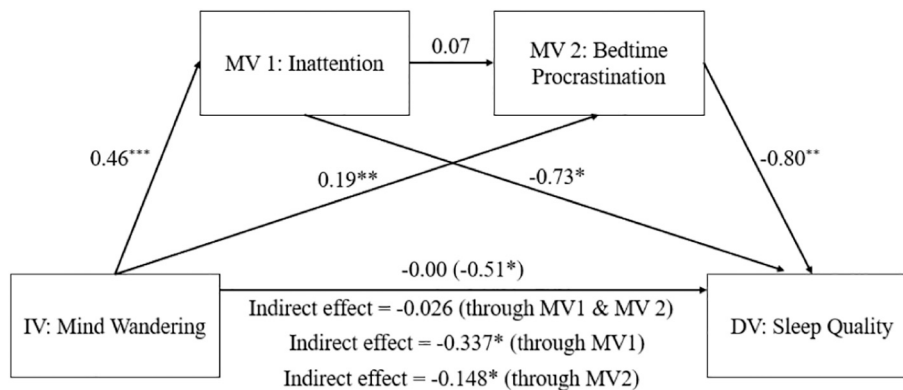 MV 1: Inattention
0.07
MV 2: Bedtime
Procrastination
0.46***
0.19**
-0.73*
-0.80**
IV: Mind Wandering
-0.00 (-0.51*)
Indirect effect = -0.026 (through MV1 & MV 2)
Indirect effect = -0.337* (through MV1)
Indirect effect = -0.148* (through MV2)
DV: Sleep Quality